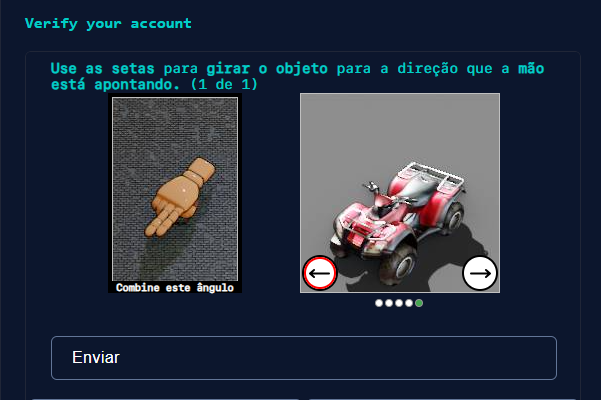 Verify your account
Use as setas para girar o objeto para a direção que a mão
está apontando. (1 de 1)
Combine este ângulo
Enviar